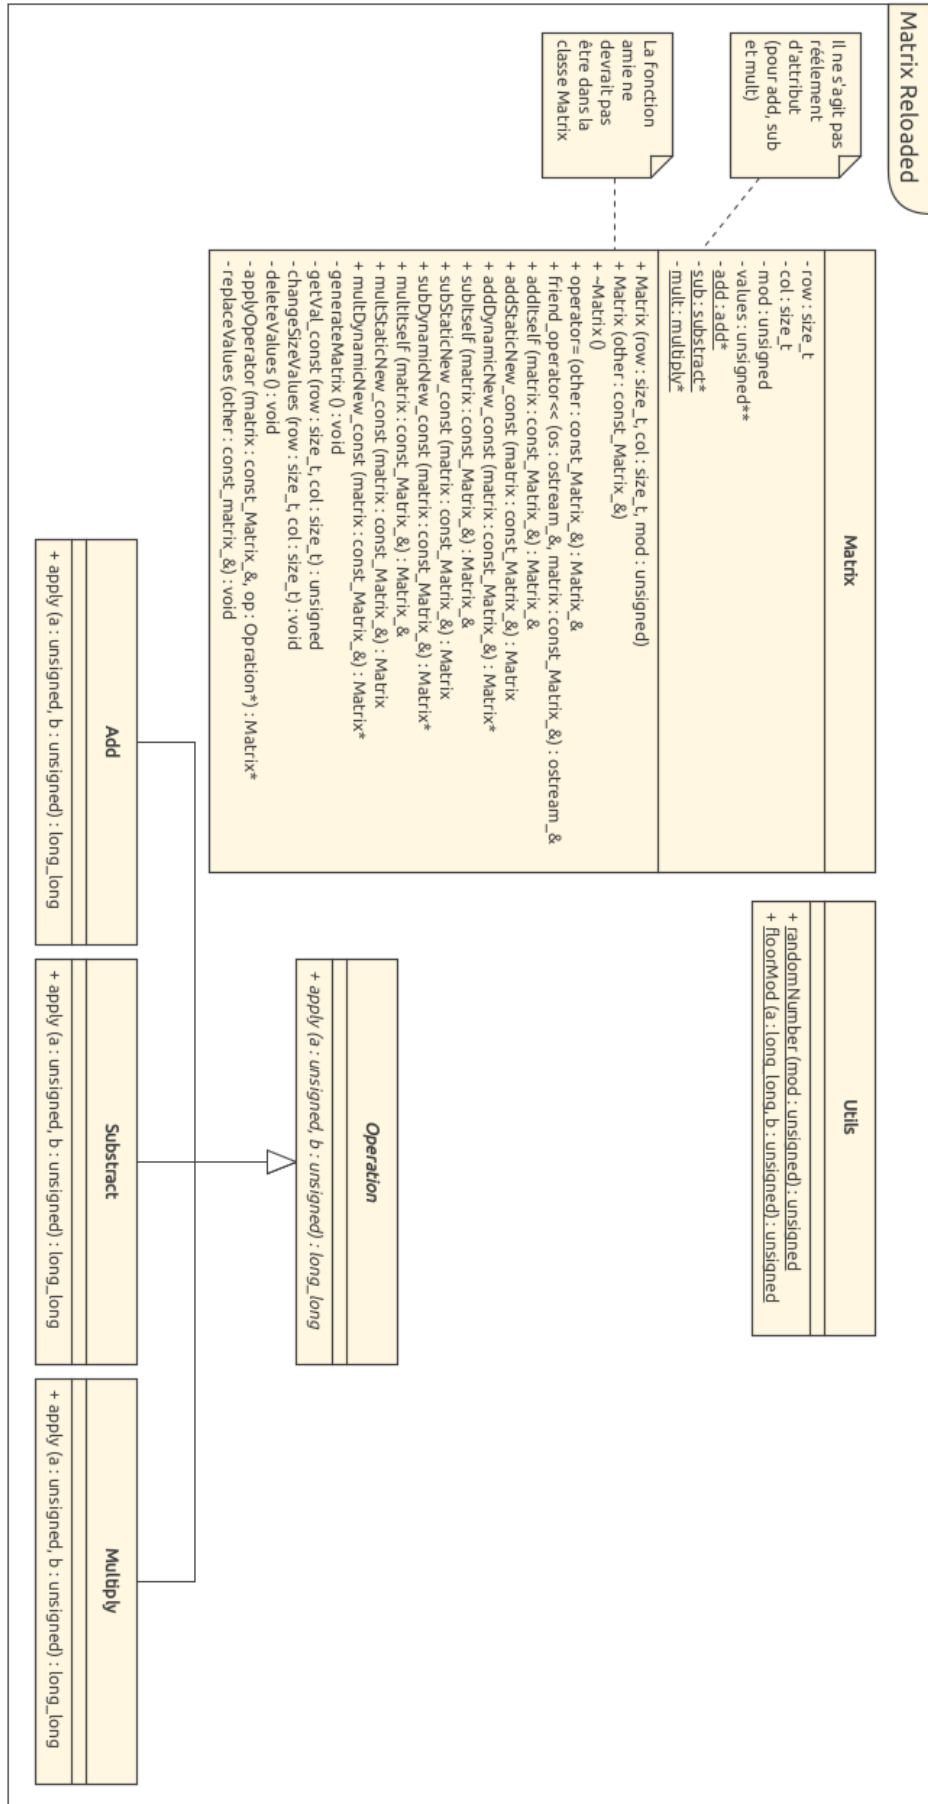 Matrix Reloaded
Il ne s'agit pas
réélement
d'attribut
(pour add, sub
et mult)
La fonction
amie ne
devrait pas
être dans la
classe Matrix
Matrix
- row : size_t
- col : size_t
- mod : unsigned
- values : unsigned**
- add : add*
- sub : substract*
- mult : multiply*
+ Matrix (row : size_t, col : size_t, mod : unsigned)
+ Matrix (other : const_Matrix_&)
+ ~Matrix ()
+ operator= (other : const_Matrix_&) : Matrix_&
+ friend_operator<< (os : ostream_&, matrix : const_Matrix_&) : ostream_&
+ addItself (matrix : const_Matrix_&) : Matrix_&
+ addStaticNew_const (matrix : const_Matrix_&) : Matrix
+ addDynamicNew_const (matrix : const_Matrix_&) : Matrix*
+ subItself (matrix : const_Matrix_&) : Matrix_&
+ subStaticNew_const (matrix : const_Matrix_&) : Matrix
+ subDynamicNew_const (matrix : const_Matrix_&) : Matrix*
+ multItself (matrix : const_Matrix_&) : Matrix_&
+ multStaticNew_const (matrix : const_Matrix_&) : Matrix
+ multDynamicNew_const (matrix : const_Matrix_&) : Matrix*
- generateMatrix () : void
- getVal_const (row : size_t, col : size_t) : unsigned
- changeSizeValues (row : size_t, col : size_t) : void
- deleteValues () : void
- applyOperator (matrix : const_Matrix_&, op : Opration*) : Matrix*
- replaceValues (other : const_matrix_&) : void
Utils
+ randomNumber (mod : unsigned) : unsigned
+ floorMod (a : long_long, b : unsigned) : unsigned
Operation
+ apply (a : unsigned, b : unsigned) : long_long
Add
+ apply (a : unsigned, b : unsigned) : long_long
Substract
+ apply (a : unsigned, b : unsigned) : long_long
Multiply
+ apply (a : unsigned, b : unsigned) : long_long